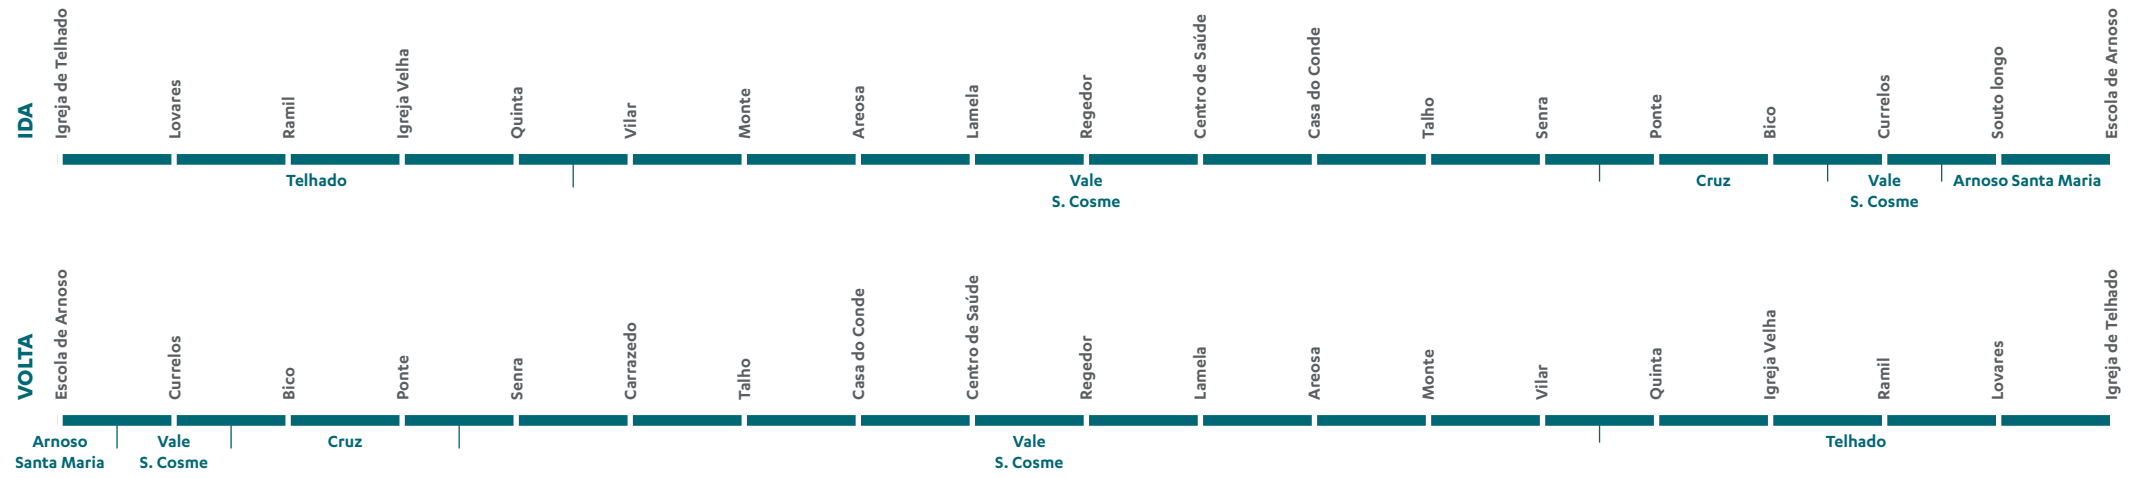 IDA
Igreja de Telhado
Lovares
Ramil
Igreja Velha
Quinta
Vilar
Monte
Areosa
Lamela
Regedor
Centro de Saúde
Casa do Conde
Talho
Senra
Ponte
Bico
Currelos
Souto longo
Escola de Arnoso
Telhado
Vale
S. Cosme
Cruz
Vale
S. Cosme
Arnoso Santa Maria
VOLTA
Escola de Arnoso
Currelos
Bico
Ponte
Senra
Carrazedo
Talho
Casa do Conde
Centro de Saúde
Regedor
Lamela
Areosa
Monte
Vilar
Quinta
Igreja Velha
Ramil
Lovares
Igreja de Telhado
Arnoso
Santa Maria
Vale
S. Cosme
Cruz
Vale
S. Cosme
Telhado